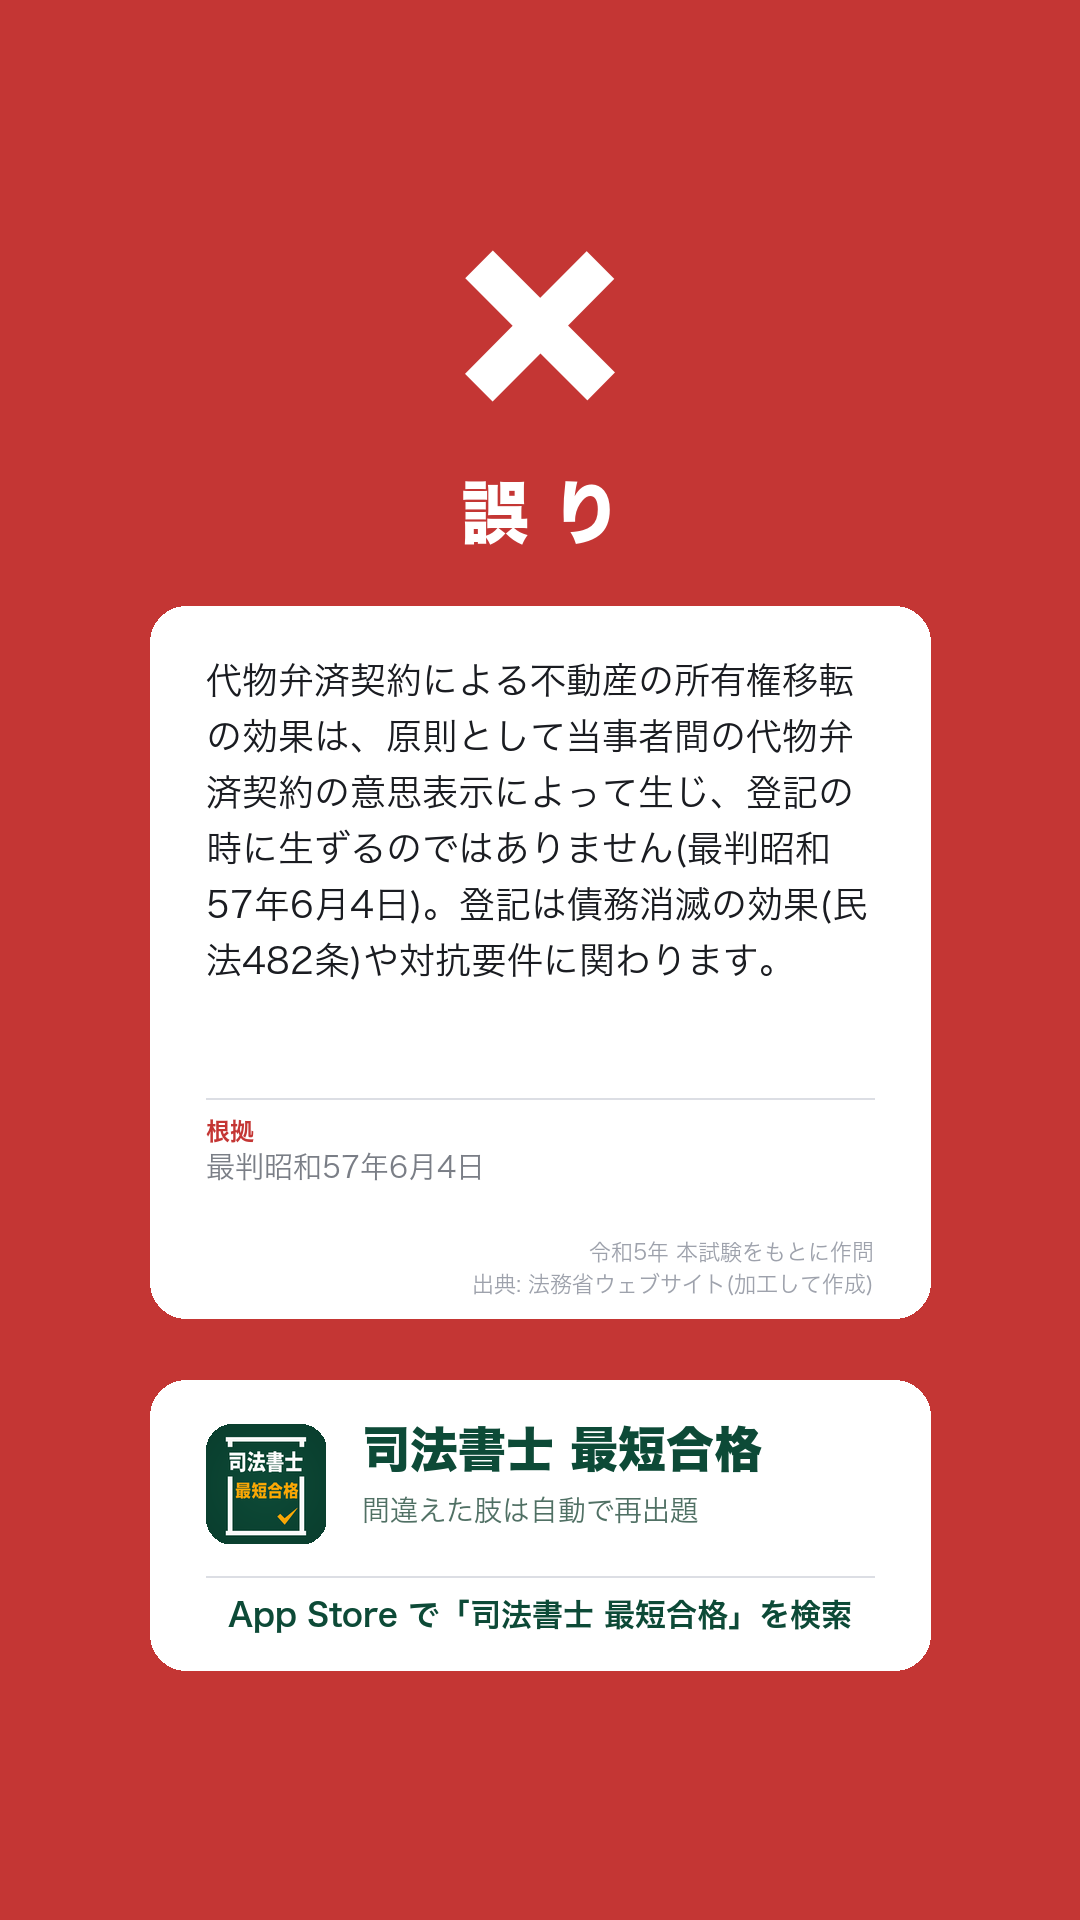 誤り
代物弁済契約による不動産の所有権移転
の効果は、原則として当事者間の代物弁
済契約の意思表示によって生じ、登記の
時に生ずるのではありません(最判昭和
57年6月4日)。登記は債務消滅の効果(民
法482条)や対抗要件に関わります。
根拠
最判昭和57年6月4日
令和5年 本試験をもとに作問
出典: 法務省ウェブサイト(加工して作成)
司法書士
最短合格
司法書士 最短合格
間違えた肢は自動で再出題
App Store で「司法書士 最短合格」を検索